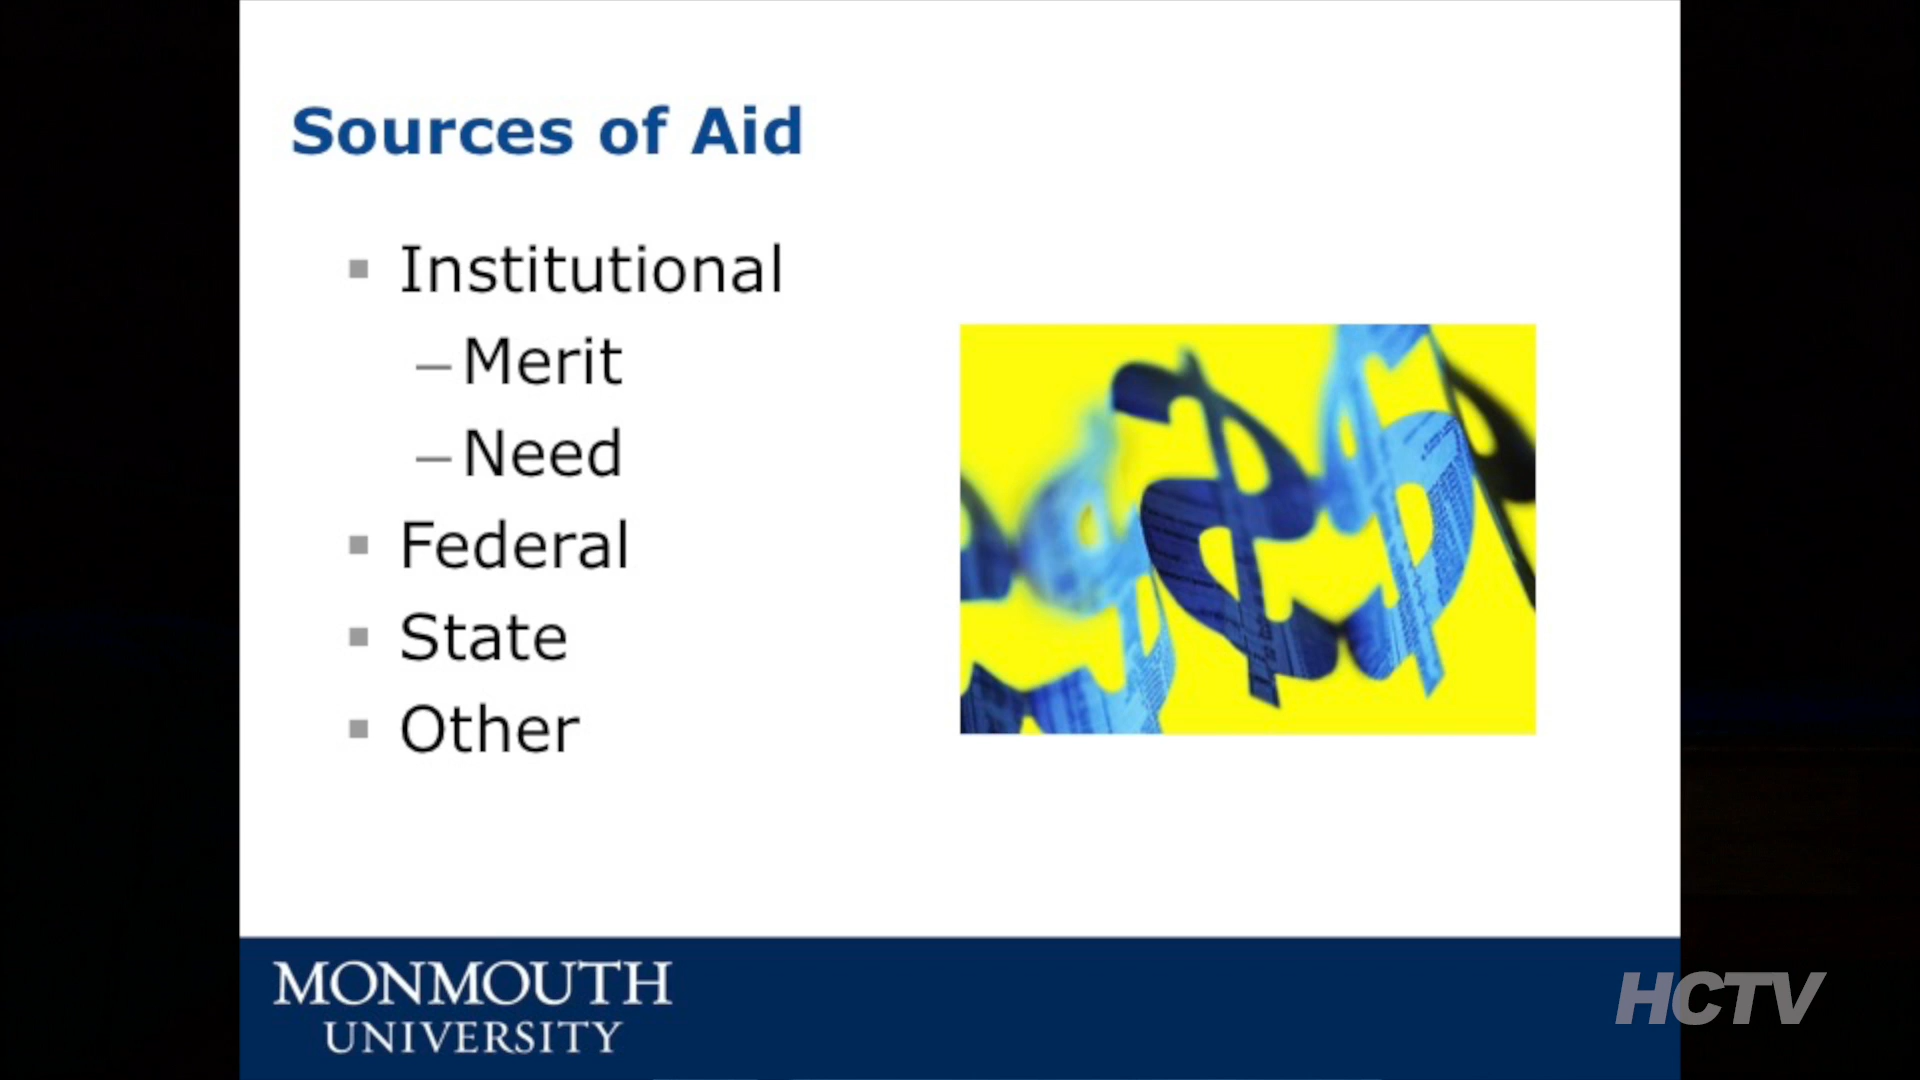 Sources of Aid
▪ Institutional
– Merit
– Need
▪ Federal
▪ State
▪ Other
MONMOUTH
UNIVERSITY
HCTV